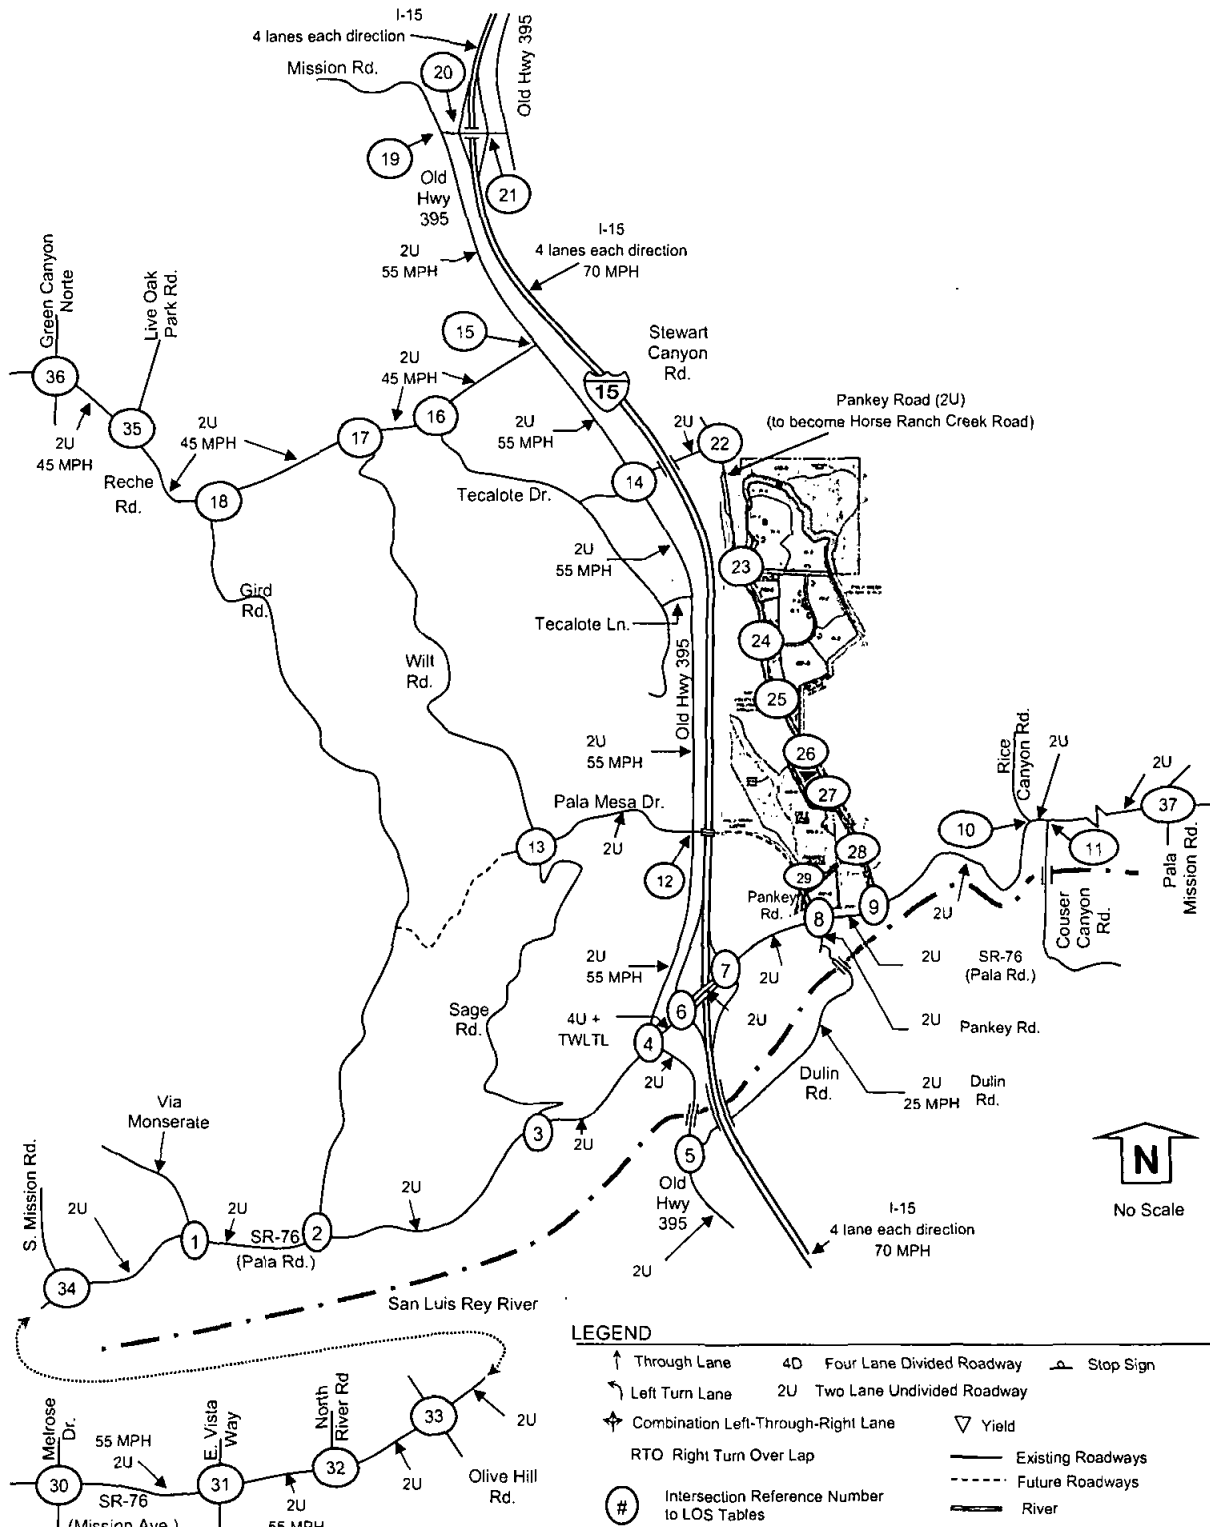 I-15
4 lanes each direction
Old Hwy 395
Mission Rd.
20
19
21
Old
Hwy
395
I-15
4 lanes each direction
70 MPH
2U
55 MPH
Green Canyon
Norte
Live Oak
Park Rd.
15
Stewart
Canyon
Rd.
36
2U
45 MPH
15
Pankey Road (2U)
(to become Horse Ranch Creek Road)
35
2U
45 MPH
16
2U
55 MPH
2U
22
2U
45 MPH
17
Reche
Rd.
18
Tecalote Dr.
14
2U
55 MPH
23
Gird
Rd.
Tecalote Ln.
24
Wilt
Rd.
Old Hwy 395
25
2U
55 MPH
26
Rice
Canyon Rd.
2U
2U
27
37
Pala Mesa Dr.
10
11
13
2U
28
12
29
Pala
Mission Rd.
Pankey
Rd.
8
9
2U
Couser
Canyon
Rd.
2U
55 MPH
7
2U
2U
SR-76
(Pala Rd.)
Sage
Rd.
6
4U +
TWLTL
2U
2U
Pankey Rd.
4
2U
Dulin
Rd.
2U
25 MPH
Dulin
Rd.
Via
Monserate
3
2U
5
N
No Scale
S. Mission Rd.
2U
2U
2U
Old
Hwy
395
1
2
SR-76
(Pala Rd.)
I-15
4 lane each direction
70 MPH
2U
34
San Luis Rey River
LEGEND
Through Lane
4D Four Lane Divided Roadway
Stop Sign
Left Turn Lane
2U Two Lane Undivided Roadway
Combination Left-Through-Right Lane
Yield
RTO Right Turn Over Lap
Existing Roadways
Future Roadways
River
#
Intersection Reference Number
to LOS Tables
Melrose
Dr.
55 MPH
2U
E. Vista
Way
North
River Rd
33
2U
30
31
32
2U
Olive Hill
Rd.
SR-76
(Mission Ave.)
2U
55 MPH